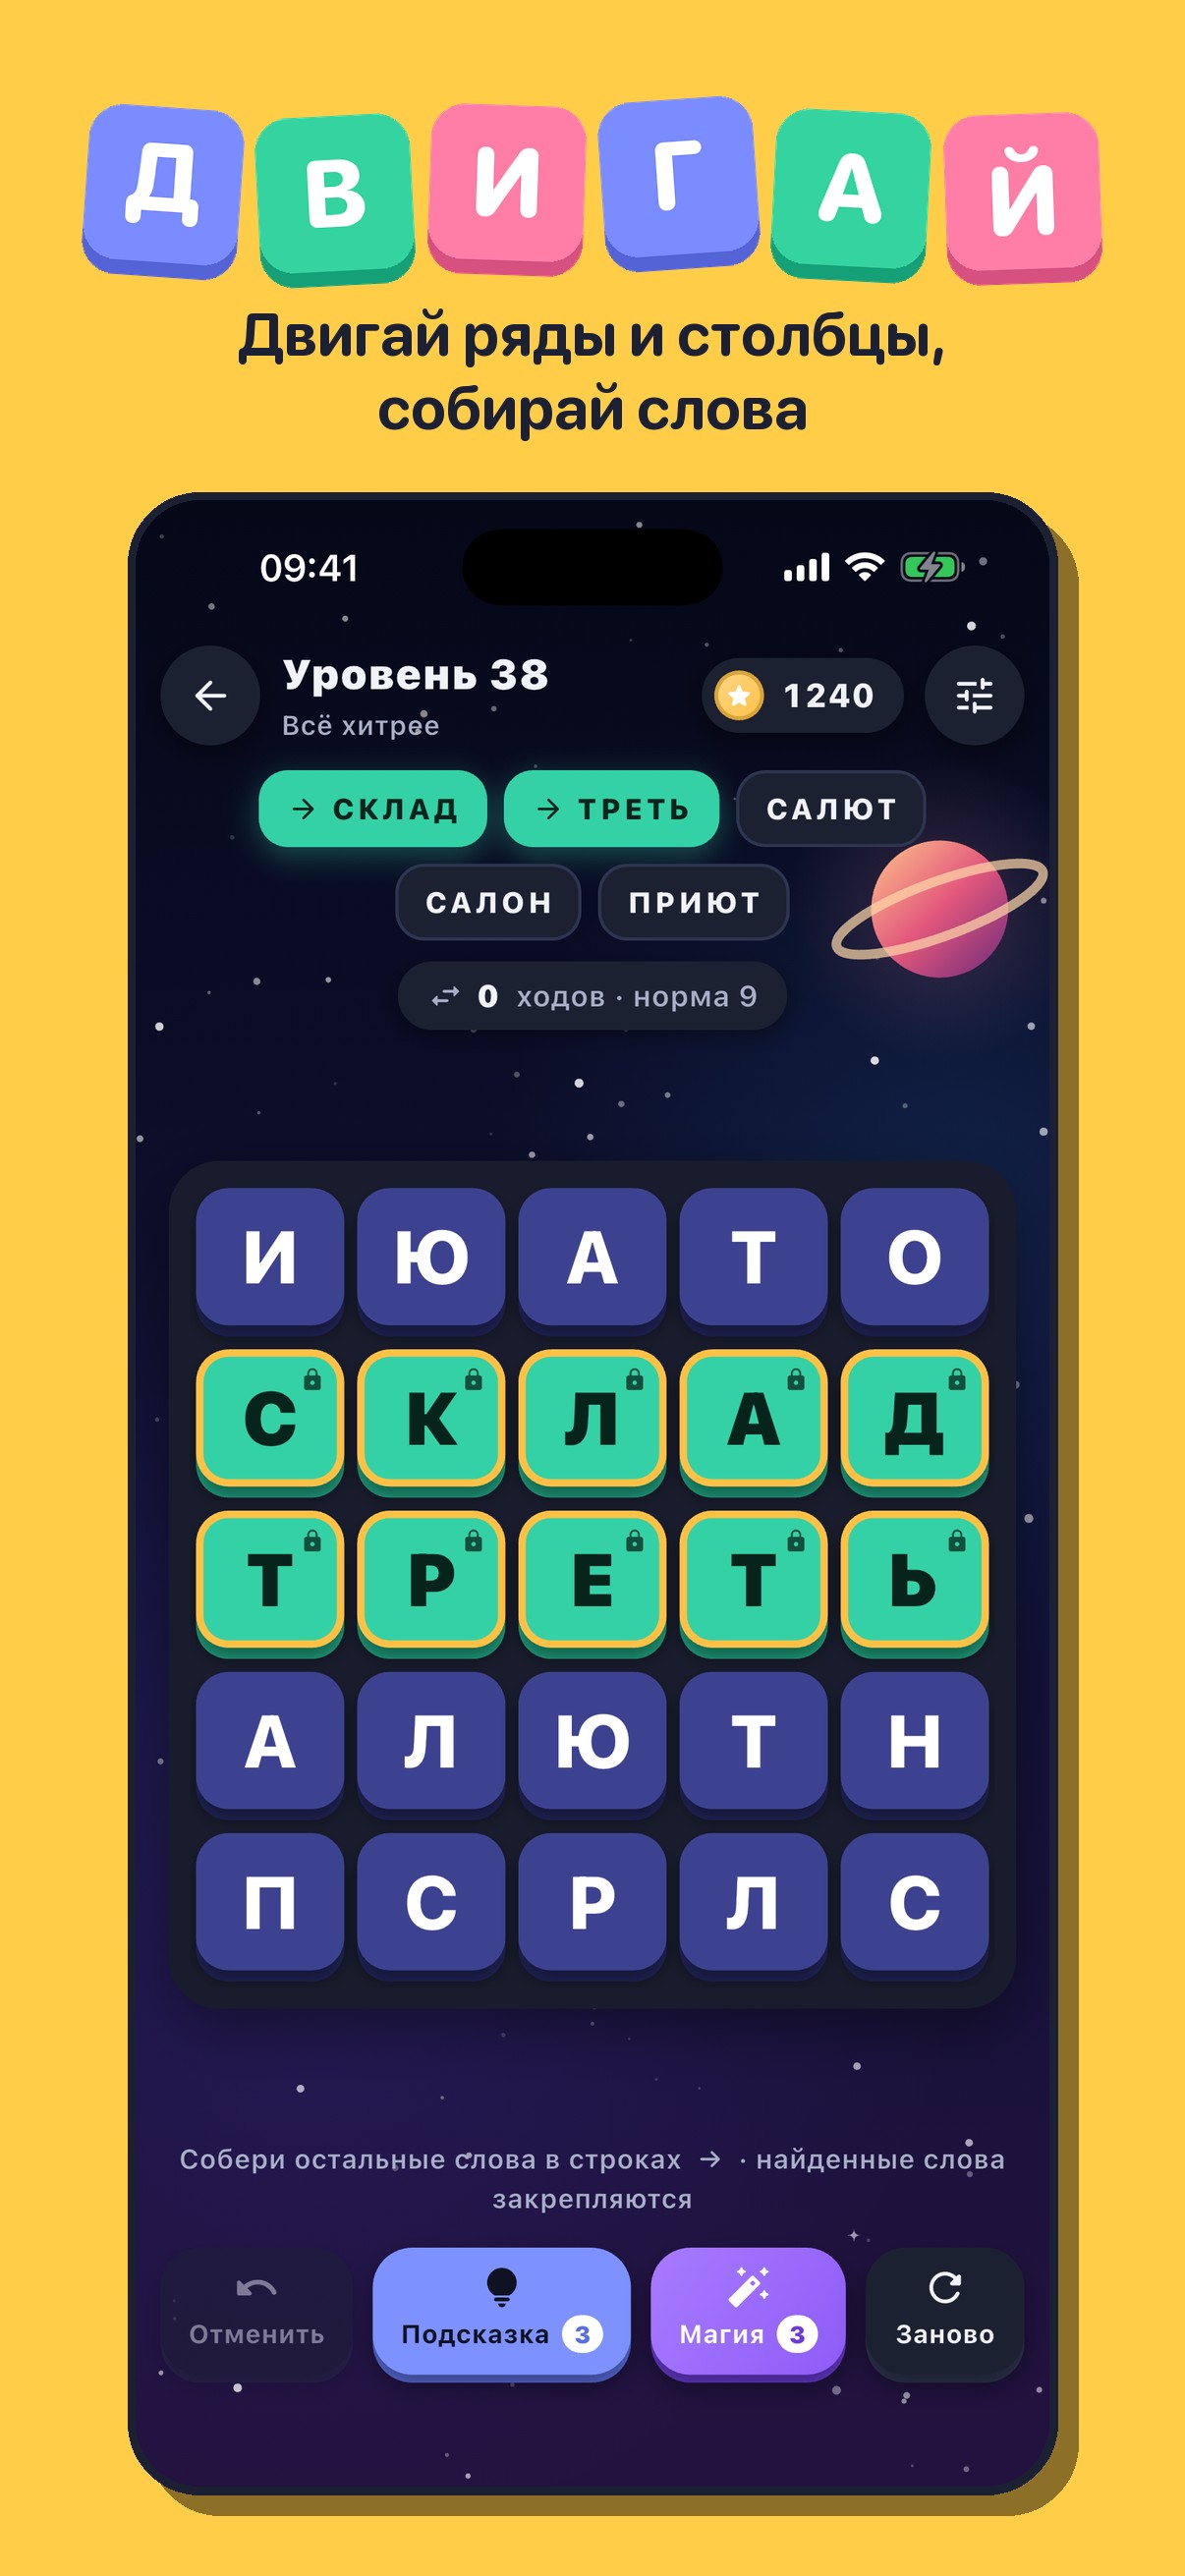 ДВИГАЙ
Двигай ряды и столбцы,
собирай слова
09:41
Уровень 38
Всё хитрее
1240
→ СКЛАД → ТРЕТЬ САЛЮТ
САЛОН ПРИЮТ
0 ходов · норма 9
И Ю А Т О
С К Л А Д
Т Р Е Т Ь
А Л Ю Т Н
П С Р Л С
Собери остальные слова в строках → · найденные слова
закрепляются
Отменить Подсказка 3 Магия 3 Заново